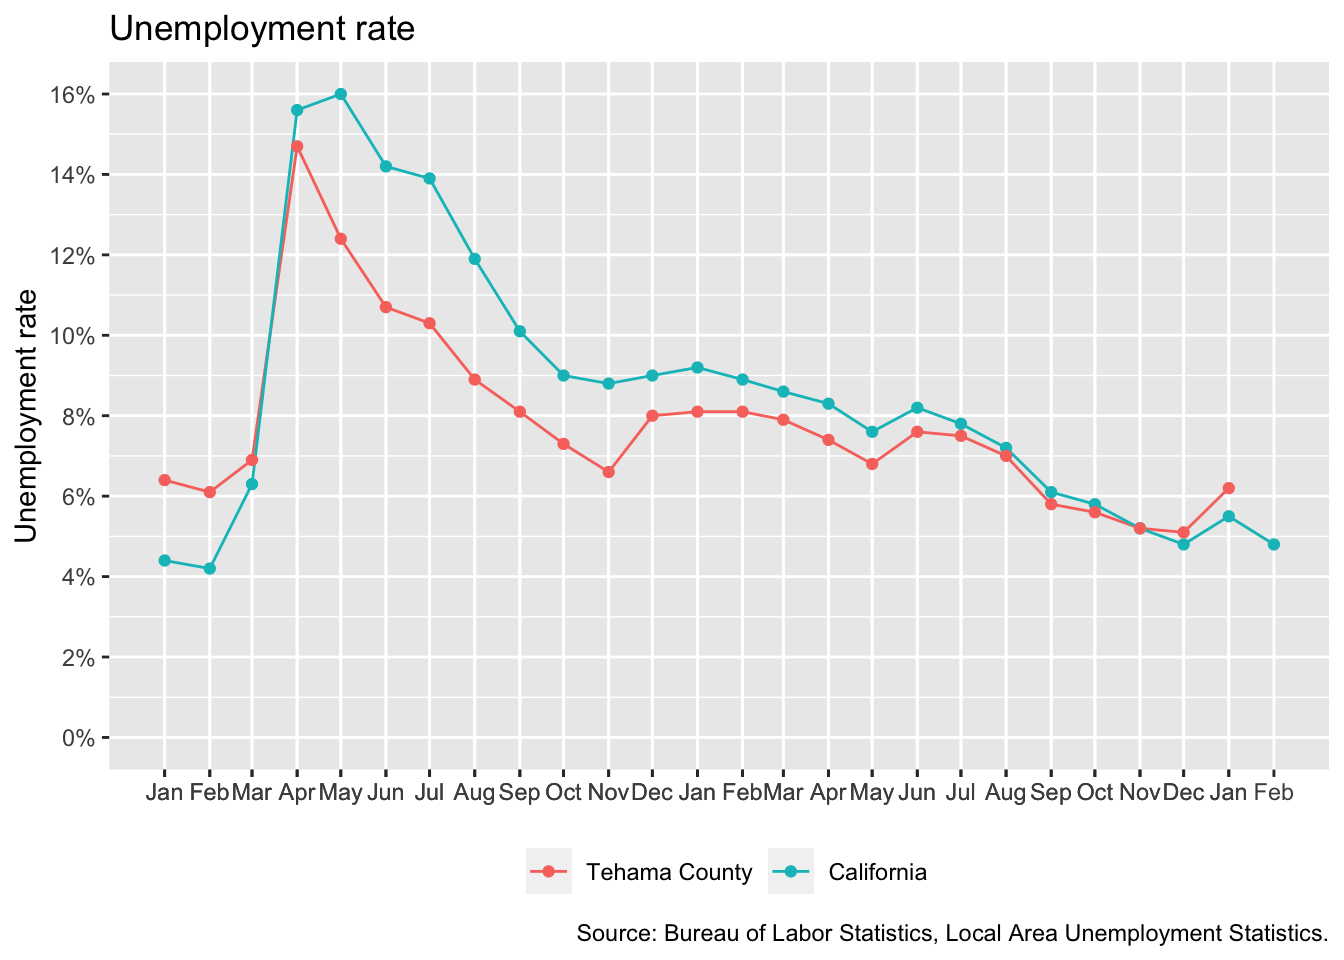 Unemployment rate
Unemployment rate
16%
14%
12%
10%
8%
6%
4%
2%
0%
Jan Feb Mar Apr May Jun Jul Aug Sep Oct Nov Dec Jan Feb Mar Apr May Jun Jul Aug Sep Oct Nov Dec Jan Feb
Tehama County California
Source: Bureau of Labor Statistics, Local Area Unemployment Statistics.